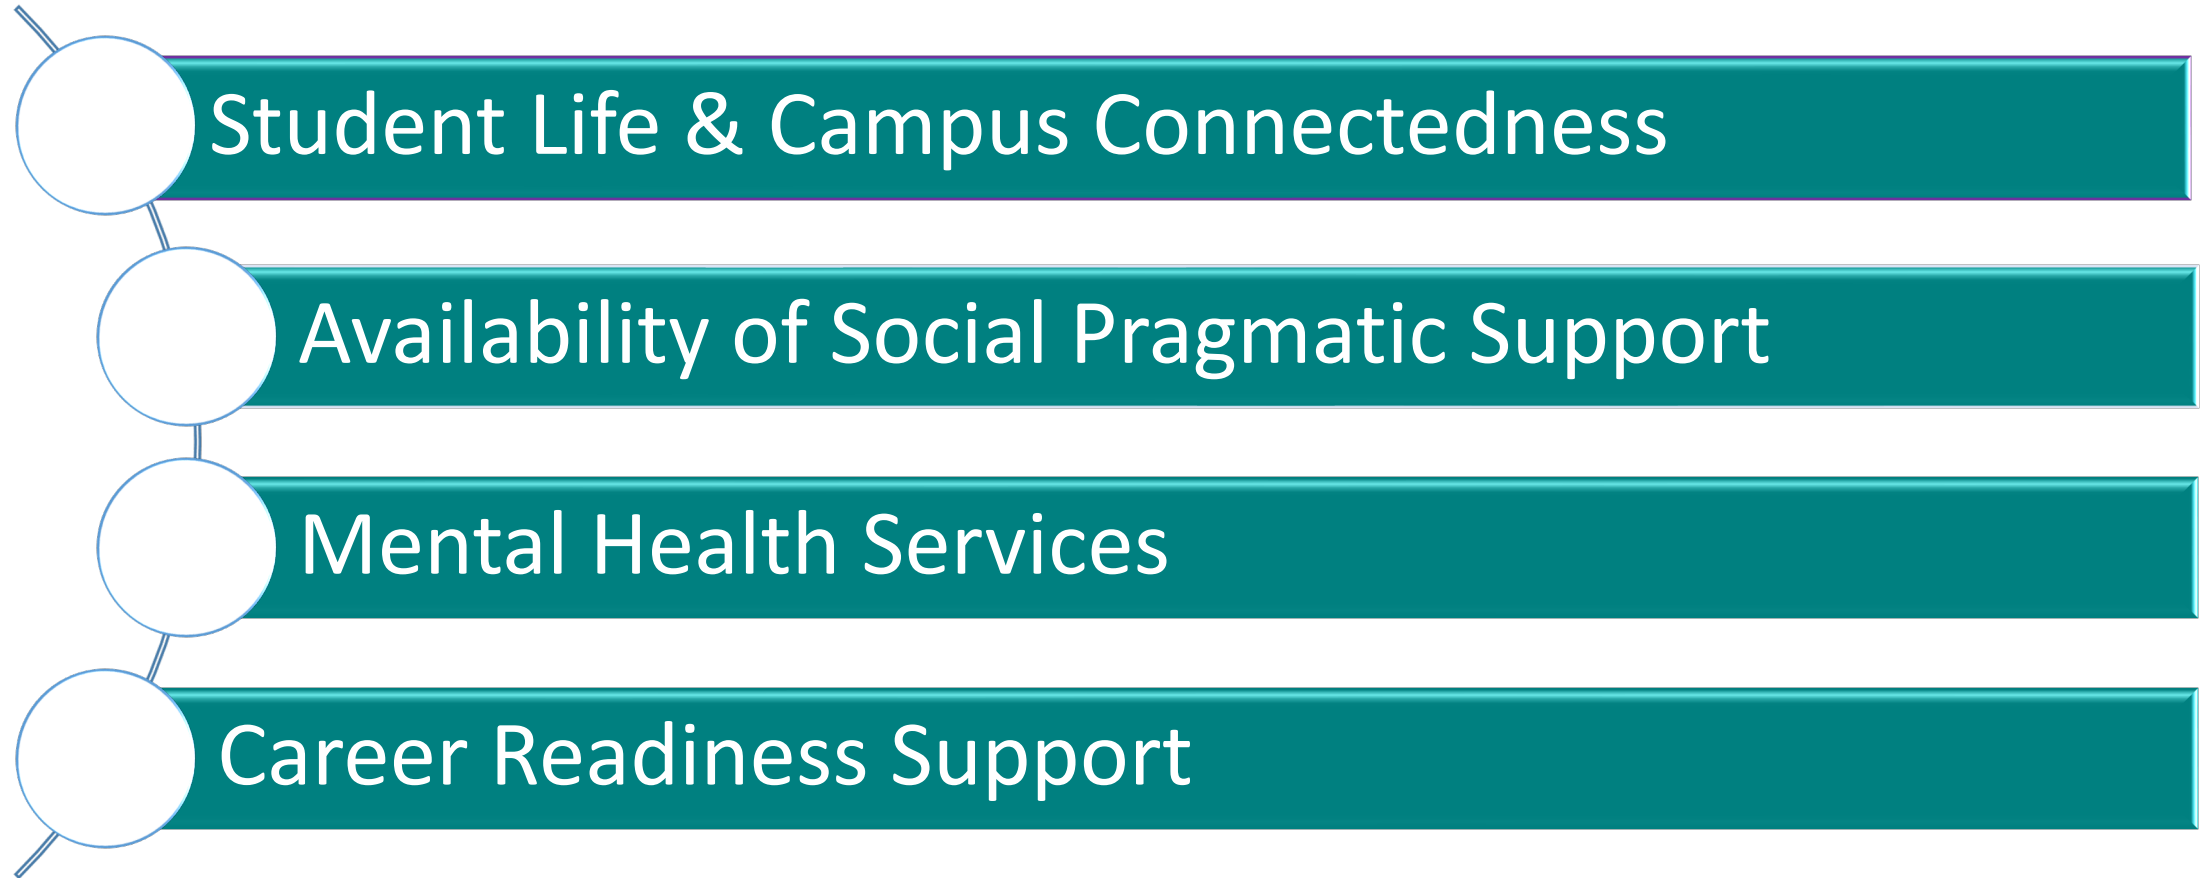 Student Life & Campus Connectedness
Availability of Social Pragmatic Support
Mental Health Services
Career Readiness Support